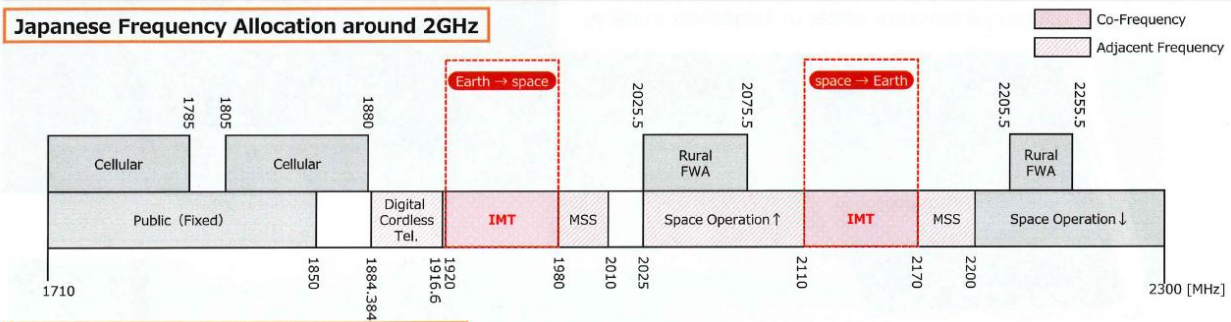 Japanese Frequency Allocation around 2GHz
Co-Frequency
Adjacent Frequency
Earth → space
space → Earth
1785
1805
1880
2025.5
2075.5
2205.5
2255.5
Cellular
Cellular
Rural
FWA
Rural
FWA
Public (Fixed)
Digital
Cordless
Tel.
IMT
MSS
Space Operation↑
IMT
MSS
Space Operation↓
1710
1850
1884.384
1916.6
1920
1980
2010
2025
2110
2170
2200
2300 [MHz]